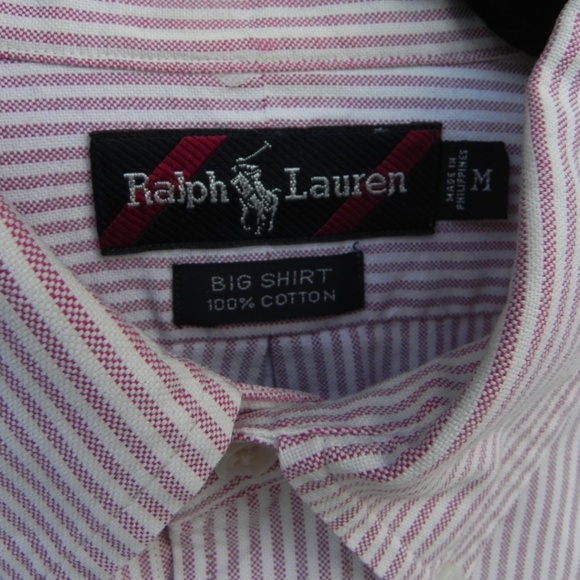 Ralph Lauren
MADE IN
PHILIPPINES
M
BIG SHIRT
100% COTTON